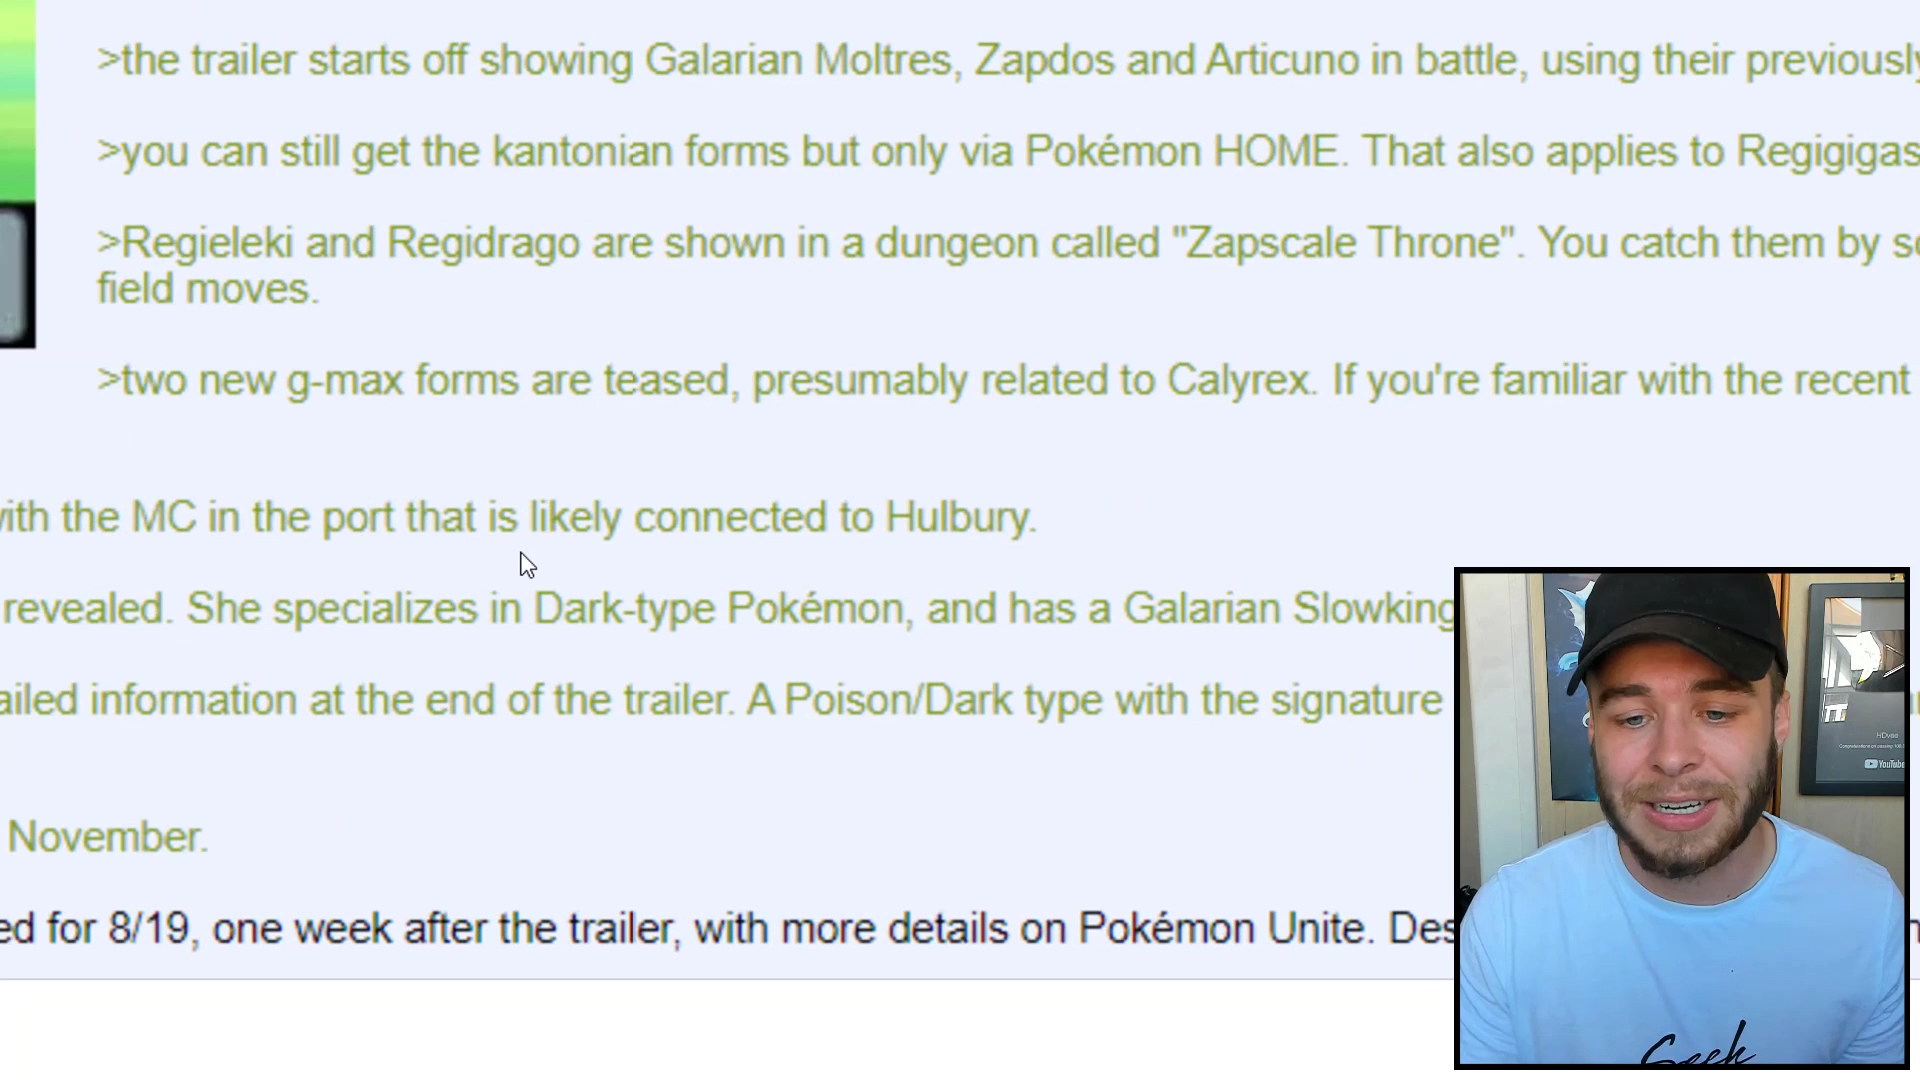 >the trailer starts off showing Galarian Moltres, Zapdos and Articuno in battle, using their previously
>you can still get the kantonian forms but only via Pokémon HOME. That also applies to Regigigas
>Regieleki and Regidrago are shown in a dungeon called "Zapscale Throne". You catch them by so
field moves.
>two new g-max forms are teased, presumably related to Calyrex. If you're familiar with the recent
with the MC in the port that is likely connected to Hulbury.
revealed. She specializes in Dark-type Pokémon, and has a Galarian Slowking
ailed information at the end of the trailer. A Poison/Dark type with the signature
November.
ed for 8/19, one week after the trailer, with more details on Pokémon Unite. Des
HDvee
YouTube
Geek